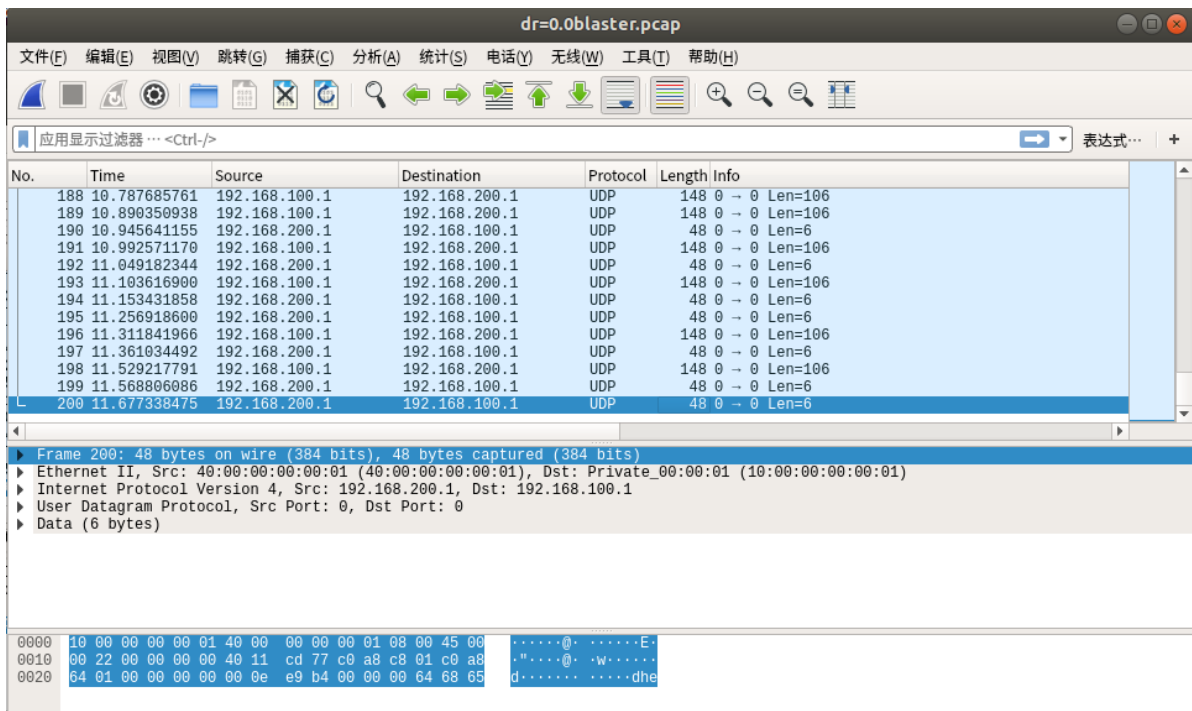 dr=0.0blaster.pcap
文件(F) 编辑(E) 视图(V) 跳转(G) 捕获(C) 分析(A) 统计(S) 电话(Y) 无线(W) 工具(T) 帮助(H)
应用显示过滤器 … <Ctrl-/> 表达式… +
No. Time Source Destination Protocol Length Info
188 10.787685761 192.168.100.1 192.168.200.1 UDP 148 0 → 0 Len=106
189 10.890350938 192.168.100.1 192.168.200.1 UDP 148 0 → 0 Len=106
190 10.945641155 192.168.200.1 192.168.100.1 UDP 48 0 → 0 Len=6
191 10.992571170 192.168.100.1 192.168.200.1 UDP 148 0 → 0 Len=106
192 11.049182344 192.168.200.1 192.168.100.1 UDP 48 0 → 0 Len=6
193 11.103616900 192.168.100.1 192.168.200.1 UDP 148 0 → 0 Len=106
194 11.153431858 192.168.200.1 192.168.100.1 UDP 48 0 → 0 Len=6
195 11.256918600 192.168.200.1 192.168.100.1 UDP 48 0 → 0 Len=6
196 11.311841966 192.168.100.1 192.168.200.1 UDP 148 0 → 0 Len=106
197 11.361034492 192.168.200.1 192.168.100.1 UDP 48 0 → 0 Len=6
198 11.529217791 192.168.100.1 192.168.200.1 UDP 148 0 → 0 Len=106
199 11.568806086 192.168.200.1 192.168.100.1 UDP 48 0 → 0 Len=6
200 11.677338475 192.168.200.1 192.168.100.1 UDP 48 0 → 0 Len=6
Frame 200: 48 bytes on wire (384 bits), 48 bytes captured (384 bits)
Ethernet II, Src: 40:00:00:00:00:01 (40:00:00:00:00:01), Dst: Private_00:00:01 (10:00:00:00:00:01)
Internet Protocol Version 4, Src: 192.168.200.1, Dst: 192.168.100.1
User Datagram Protocol, Src Port: 0, Dst Port: 0
Data (6 bytes)
0000 10 00 00 00 00 01 40 00 00 00 00 01 08 00 45 00 ······@· ······E·
0010 00 22 00 00 00 00 40 11 cd 77 c0 a8 c8 01 c0 a8 ·"····@· ·w······
0020 64 01 00 00 00 00 00 0e e9 b4 00 00 00 64 68 65 d······· ·····dhe